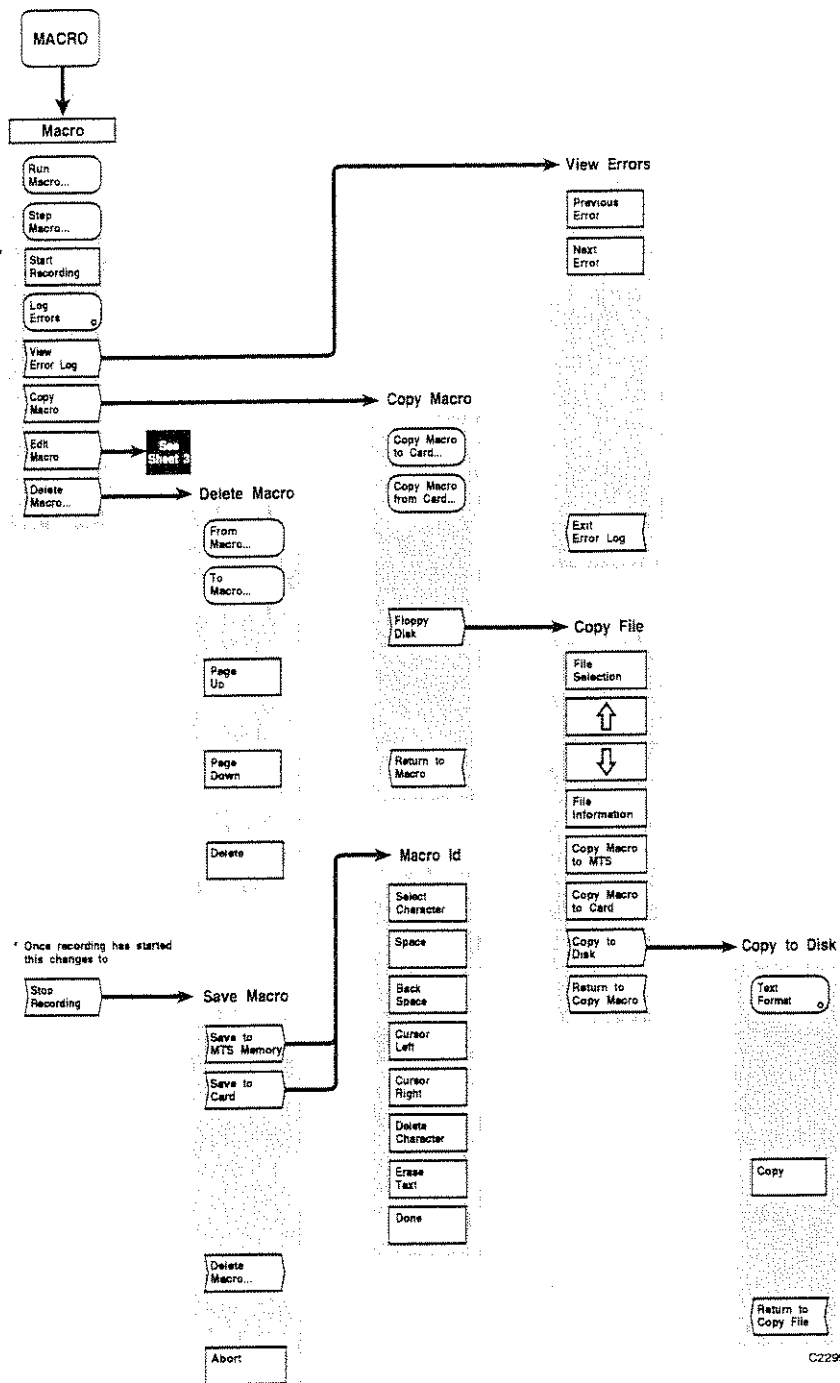 MACRO
Macro
Run
Macro...
Step
Macro...
*
Start
Recording
Log
Errors
View
Error Log
Copy
Macro
Edit
Macro
See
Sheet 3
Delete
Macro...
View Errors
Previous
Error
Next
Error
Exit
Error Log
Copy Macro
Copy Macro
to Card...
Copy Macro
from Card...
Floppy
Disk
Return to
Macro
Delete Macro
From
Macro...
To
Macro...
Page
Up
Page
Down
Delete
Copy File
File
Selection
File
Information
Copy Macro
to MTS
Copy Macro
to Card
Copy to
Disk
Return to
Copy Macro
Copy to Disk
Text
Format
Copy
Return to
Copy File
* Once recording has started
this changes to
Stop
Recording
Save Macro
Save to
MTS Memory
Save to
Card
Delete
Macro...
Abort
Macro Id
Select
Character
Space
Back
Space
Cursor
Left
Cursor
Right
Delete
Character
Erase
Text
Done